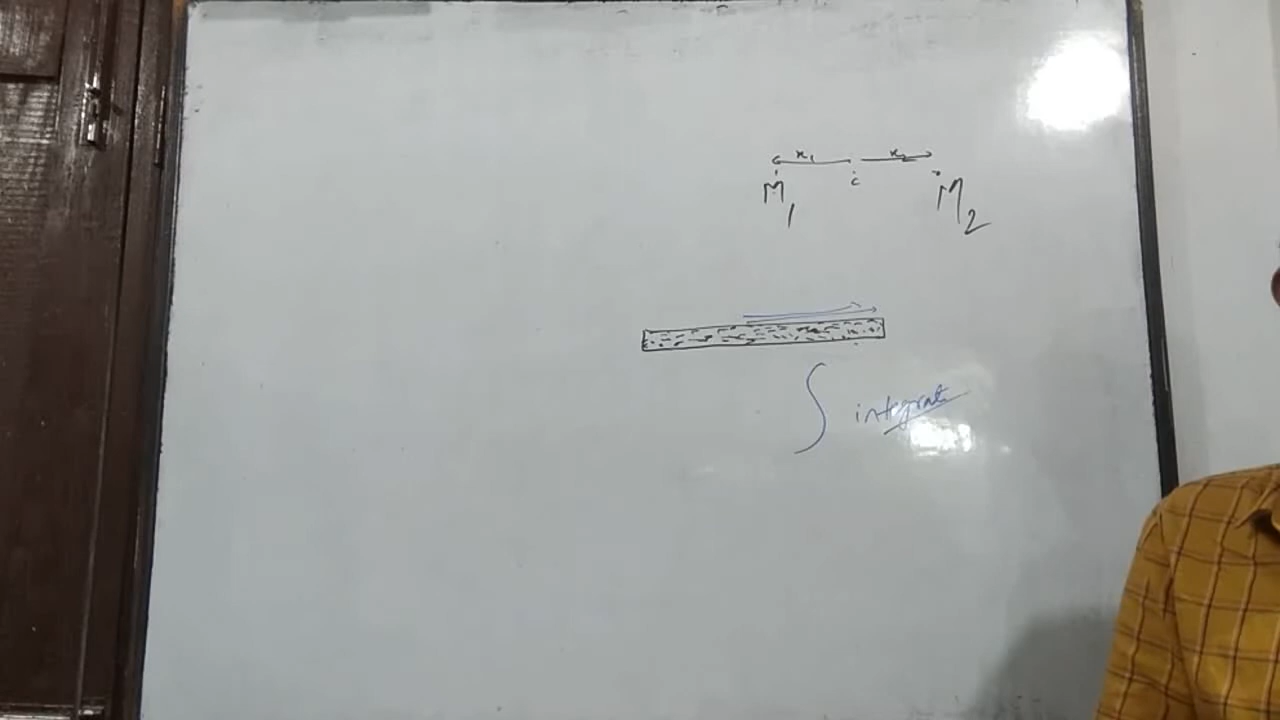 x₁ x₂
M₁ c M₂
∫ integrate